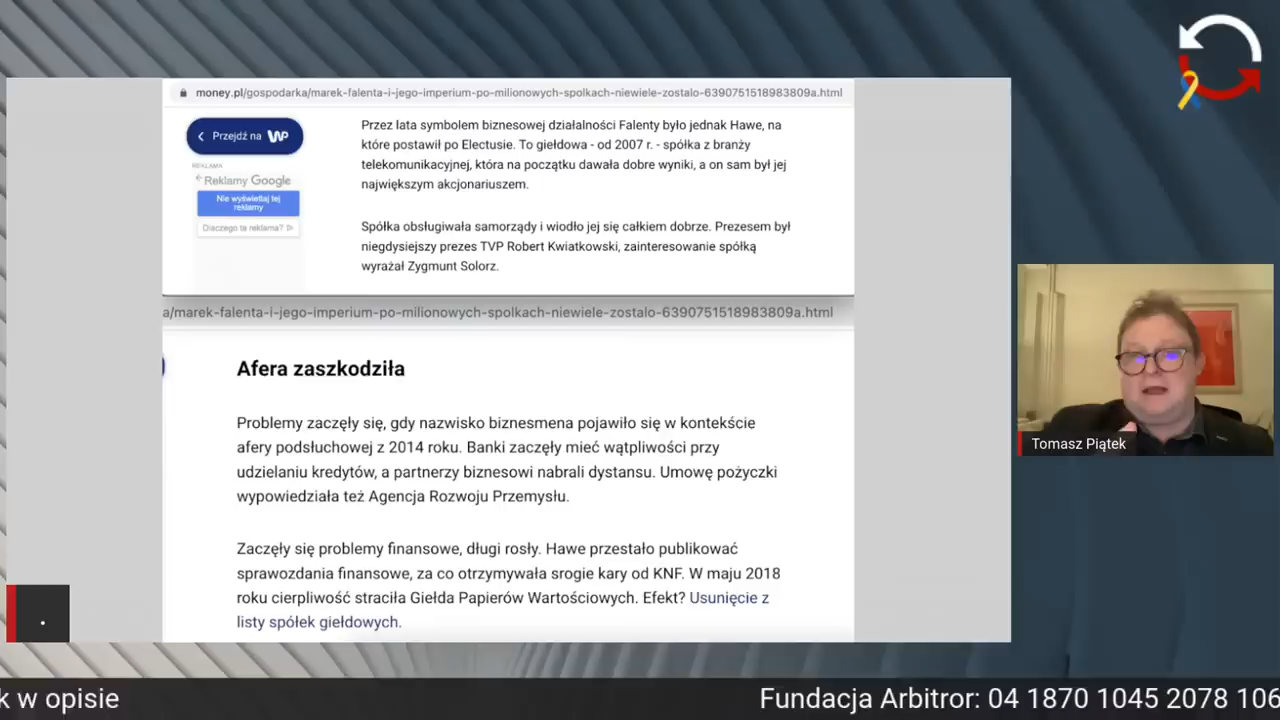 money.pl/gospodarka/marek-falenta-i-jego-imperium-po-milionowych-spolkach-niewiele-zostalo-6390751518983809a.html
Przejdź na WP
REKLAMA
Reklamy Google
Nie wyświetlaj tej
reklamy
Dlaczego ta reklama?
Przez lata symbolem biznesowej działalności Falenty było jednak Hawe, na
które postawił po Electusie. To giełdowa - od 2007 r. - spółka z branży
telekomunikacyjnej, która na początku dawała dobre wyniki, a on sam był jej
największym akcjonariuszem.
Spółka obsługiwała samorządy i wiodło jej się całkiem dobrze. Prezesem był
niegdysiejszy prezes TVP Robert Kwiatkowski, zainteresowanie spółką
wyrażał Zygmunt Solorz.
a/marek-falenta-i-jego-imperium-po-milionowych-spolkach-niewiele-zostalo-6390751518983809a.html
Afera zaszkodziła
Problemy zaczęły się, gdy nazwisko biznesmena pojawiło się w kontekście
afery podsłuchowej z 2014 roku. Banki zaczęły mieć wątpliwości przy
udzielaniu kredytów, a partnerzy biznesowi nabrali dystansu. Umowę pożyczki
wypowiedziała też Agencja Rozwoju Przemysłu.
Zaczęły się problemy finansowe, długi rosły. Hawe przestało publikować
sprawozdania finansowe, za co otrzymywała srogie kary od KNF. W maju 2018
roku cierpliwość straciła Giełda Papierów Wartościowych. Efekt? Usunięcie z
listy spółek giełdowych.
Tomasz Piątek
.
k w opisie
Fundacja Arbitror: 04 1870 1045 2078 106